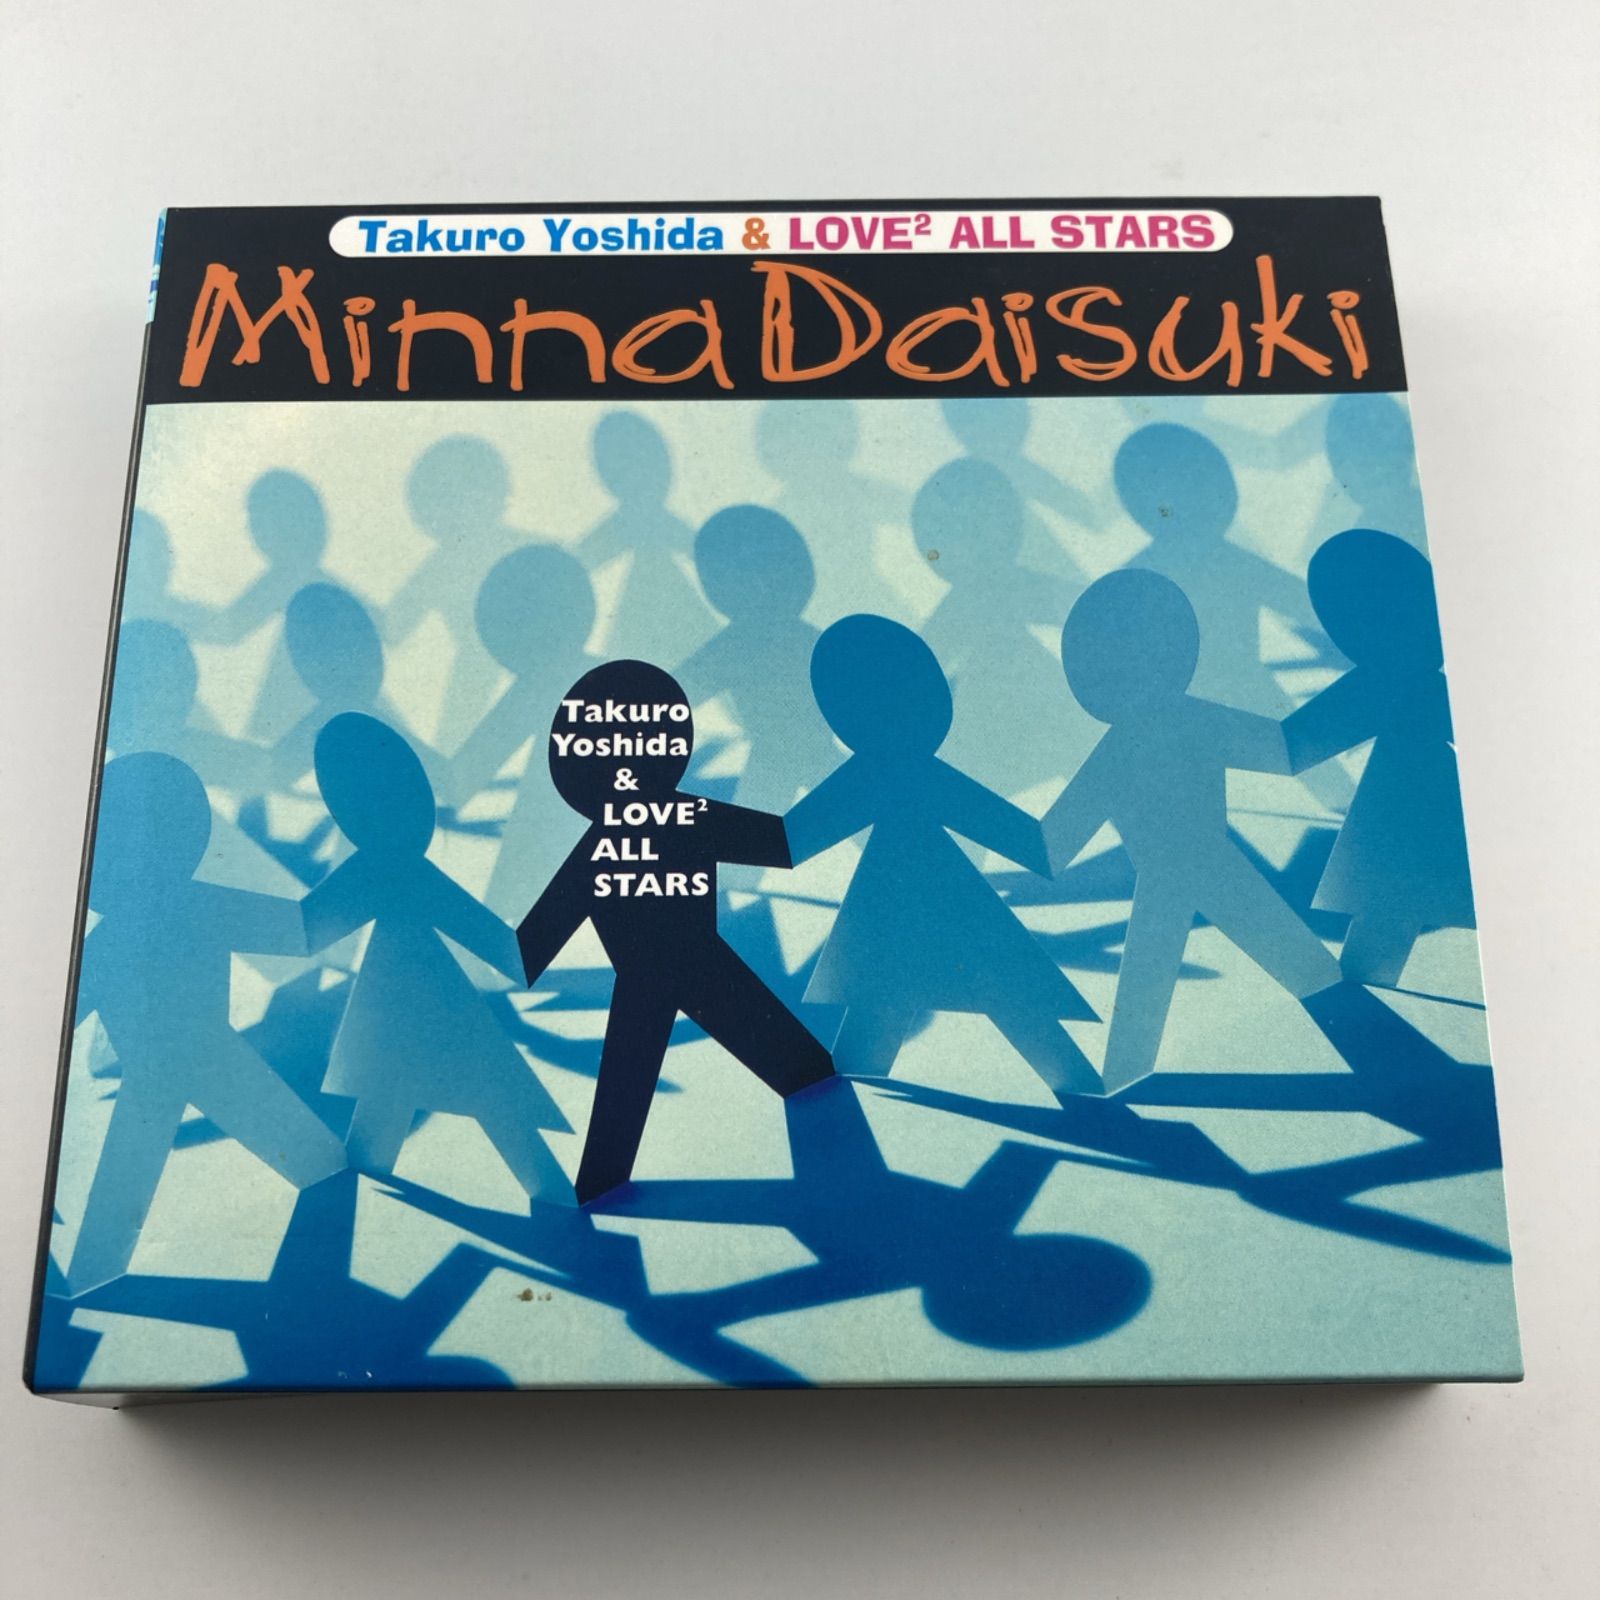 Takuro Yoshida & LOVE² ALL STARS
Minna Daisuki
Takuro
Yoshida
&
LOVE²
ALL
STARS